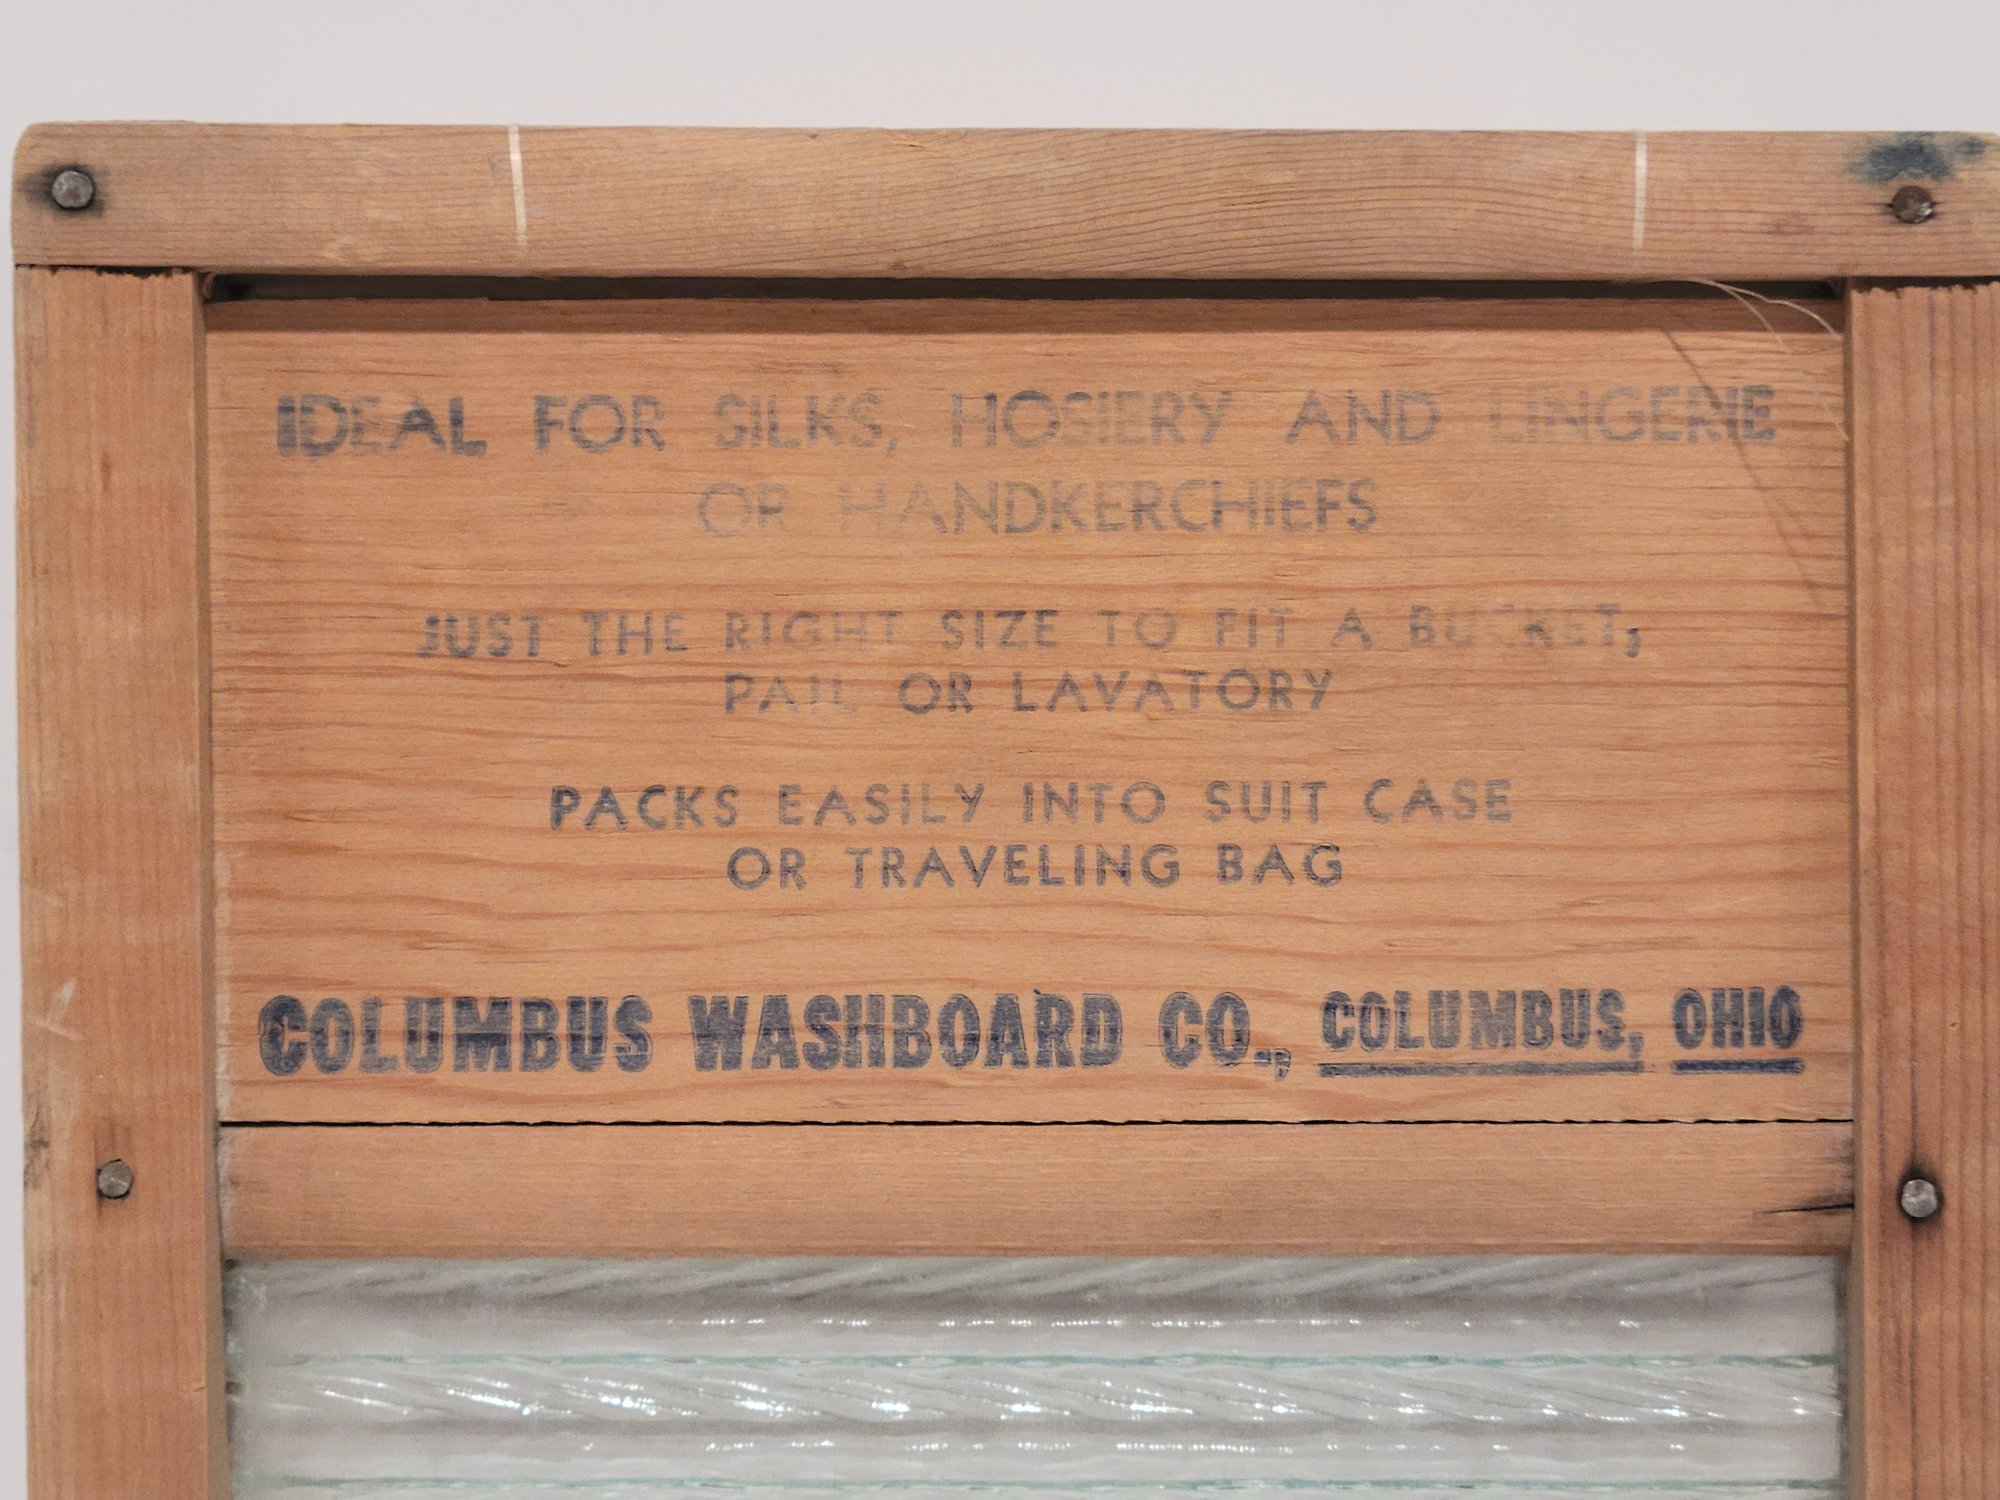 IDEAL FOR SILKS, HOSIERY AND LINGERIE
OR HANDKERCHIEFS
JUST THE RIGHT SIZE TO FIT A BUCKET,
PAIL OR LAVATORY
PACKS EASILY INTO SUIT CASE
OR TRAVELING BAG
COLUMBUS WASHBOARD CO., COLUMBUS, OHIO